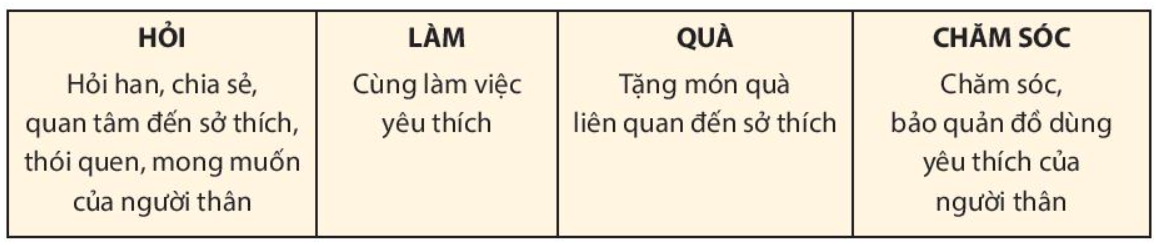 HỎI
Hỏi han, chia sẻ,
quan tâm đến sở thích,
thói quen, mong muốn
của người thân
LÀM
Cùng làm việc
yêu thích
QUÀ
Tặng món quà
liên quan đến sở thích
CHĂM SÓC
Chăm sóc,
bảo quản đồ dùng
yêu thích của
người thân